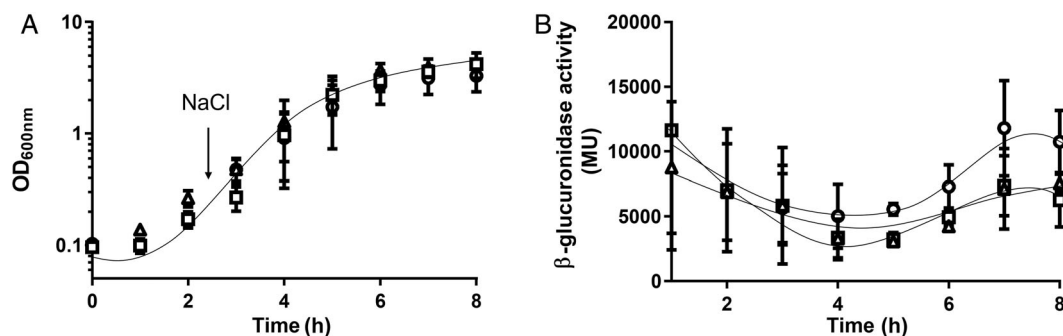 A
10
1
0.1
OD600nm
NaCl
0 2 4 6 8
Time (h)
B
20000
15000
10000
5000
0
β-glucuronidase activity
(MU)
2 4 6 8
Time (h)